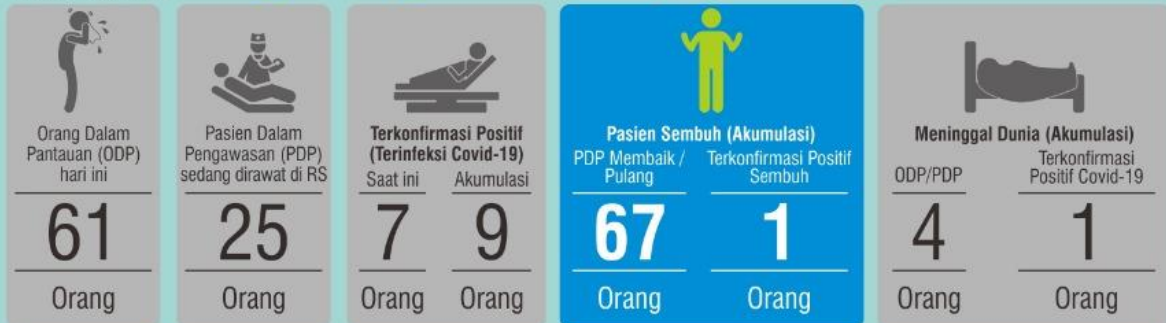 Orang Dalam
Pantauan (ODP)
hari ini
61
Orang
Pasien Dalam
Pengawasan (PDP)
sedang dirawat di RS
25
Orang
Terkonfirmasi Positif
(Terinfeksi Covid-19)
Saat ini
7
Orang
Akumulasi
9
Orang
Pasien Sembuh (Akumulasi)
PDP Membaik /
Pulang
67
Orang
Terkonfirmasi Positif
Sembuh
1
Orang
Meninggal Dunia (Akumulasi)
ODP/PDP
4
Orang
Terkonfirmasi
Positif Covid-19
1
Orang